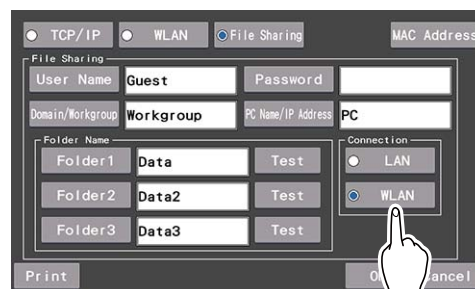 TCP/IP WLAN File Sharing MAC Address
File Sharing
User Name Guest Password
Domain/Workgroup Workgroup PC Name/IP Address PC
Folder Name Connection
Folder1 Data Test LAN
Folder2 Data2 Test WLAN
Folder3 Data3 Test
Print